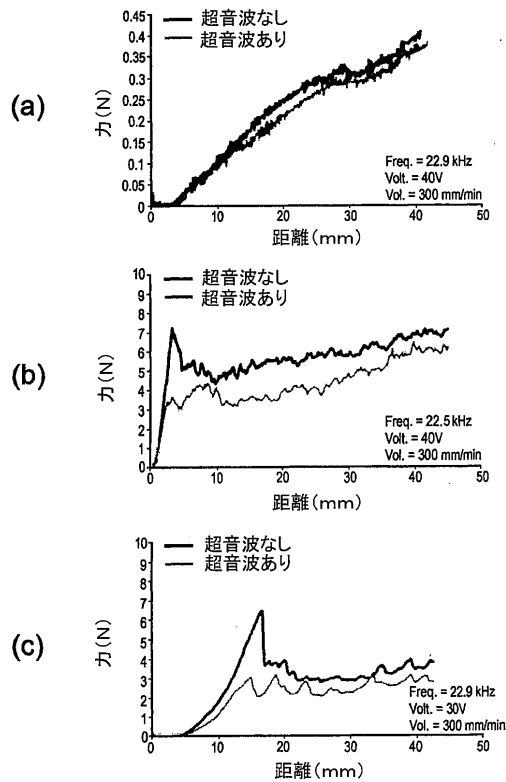 (a)
超音波なし
超音波あり
力(N)
0.45
0.4
0.35
0.3
0.25
0.2
0.15
0.1
0.05
0
Freq. = 22.9 kHz
Volt. = 40V
Vol. = 300 mm/min
0 10 20 30 40 50
距離(mm)
(b)
超音波なし
超音波あり
力(N)
10
9
8
7
6
5
4
3
2
1
0
Freq. = 22.5 kHz
Volt. = 40V
Vol. = 300 mm/min
0 10 20 30 40 50
距離(mm)
(c)
超音波なし
超音波あり
力(N)
10
9
8
7
6
5
4
3
2
1
0
Freq. = 22.9 kHz
Volt. = 30V
Vol. = 300 mm/min
0 10 20 30 40 50
距離(mm)